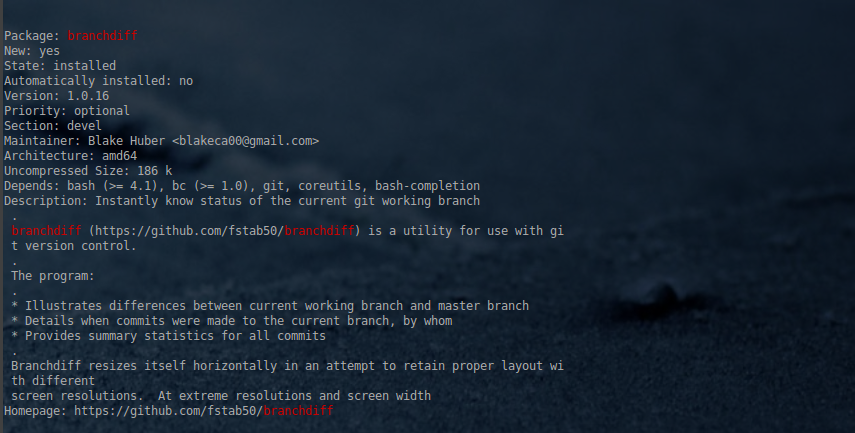 Package: branchdiff
New: yes
State: installed
Automatically installed: no
Version: 1.0.16
Priority: optional
Section: devel
Maintainer: Blake Huber <blakeca00@gmail.com>
Architecture: amd64
Uncompressed Size: 186 k
Depends: bash (>= 4.1), bc (>= 1.0), git, coreutils, bash-completion
Description: Instantly know status of the current git working branch
 .
 branchdiff (https://github.com/fstab50/branchdiff) is a utility for use with gi
 t version control.
 .
 The program:
 .
 * Illustrates differences between current working branch and master branch
 * Details when commits were made to the current branch, by whom
 * Provides summary statistics for all commits
 .
 Branchdiff resizes itself horizontally in an attempt to retain proper layout wi
 th different
 screen resolutions.  At extreme resolutions and screen width
Homepage: https://github.com/fstab50/branchdiff